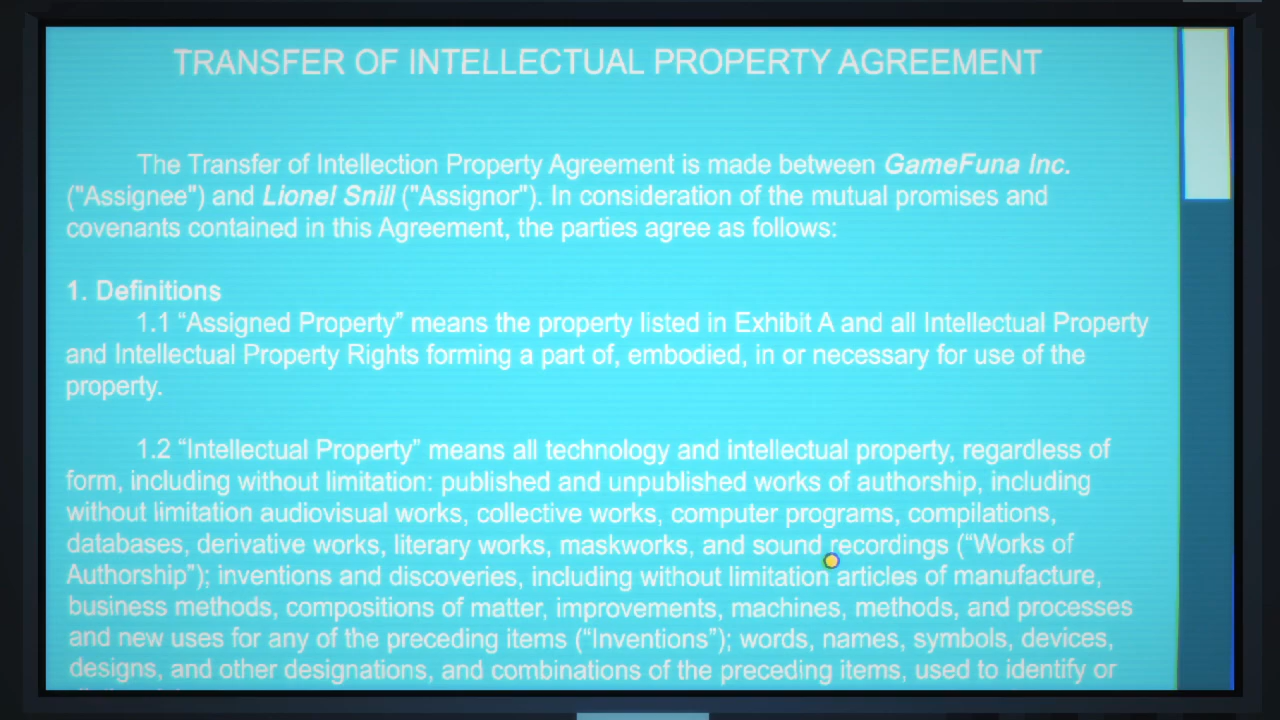 TRANSFER OF INTELLECTUAL PROPERTY AGREEMENT
The Transfer of Intellection Property Agreement is made between GameFuna Inc.
("Assignee") and Lionel Snill ("Assignor"). In consideration of the mutual promises and
covenants contained in this Agreement, the parties agree as follows:
1. Definitions
1.1 “Assigned Property” means the property listed in Exhibit A and all Intellectual Property
and Intellectual Property Rights forming a part of, embodied, in or necessary for use of the
property.
1.2 “Intellectual Property” means all technology and intellectual property, regardless of
form, including without limitation: published and unpublished works of authorship, including
without limitation audiovisual works, collective works, computer programs, compilations,
databases, derivative works, literary works, maskworks, and sound recordings (“Works of
Authorship”); inventions and discoveries, including without limitation articles of manufacture,
business methods, compositions of matter, improvements, machines, methods, and processes
and new uses for any of the preceding items (“Inventions”); words, names, symbols, devices,
designs, and other designations, and combinations of the preceding items, used to identify or